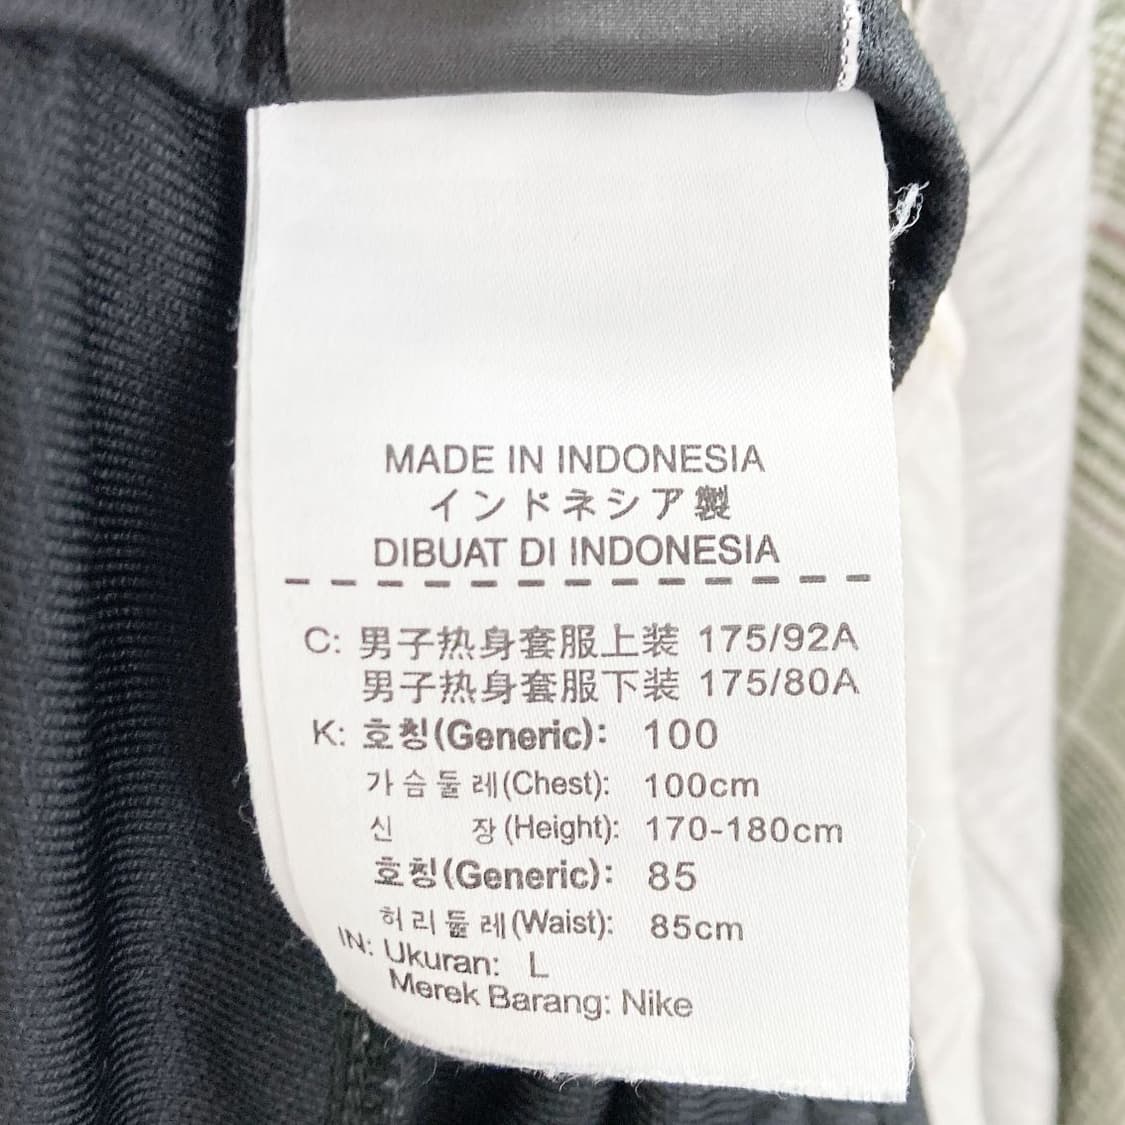 MADE IN INDONESIA
インドネシア製
DIBUAT DI INDONESIA
C: 男子热身套服上装 175/92A
男子热身套服下装 175/80A
K: 호칭(Generic): 100
가슴둘레(Chest): 100cm
신 장(Height): 170-180cm
호칭(Generic): 85
허리둘레(Waist): 85cm
IN: Ukuran: L
Merek Barang: Nike